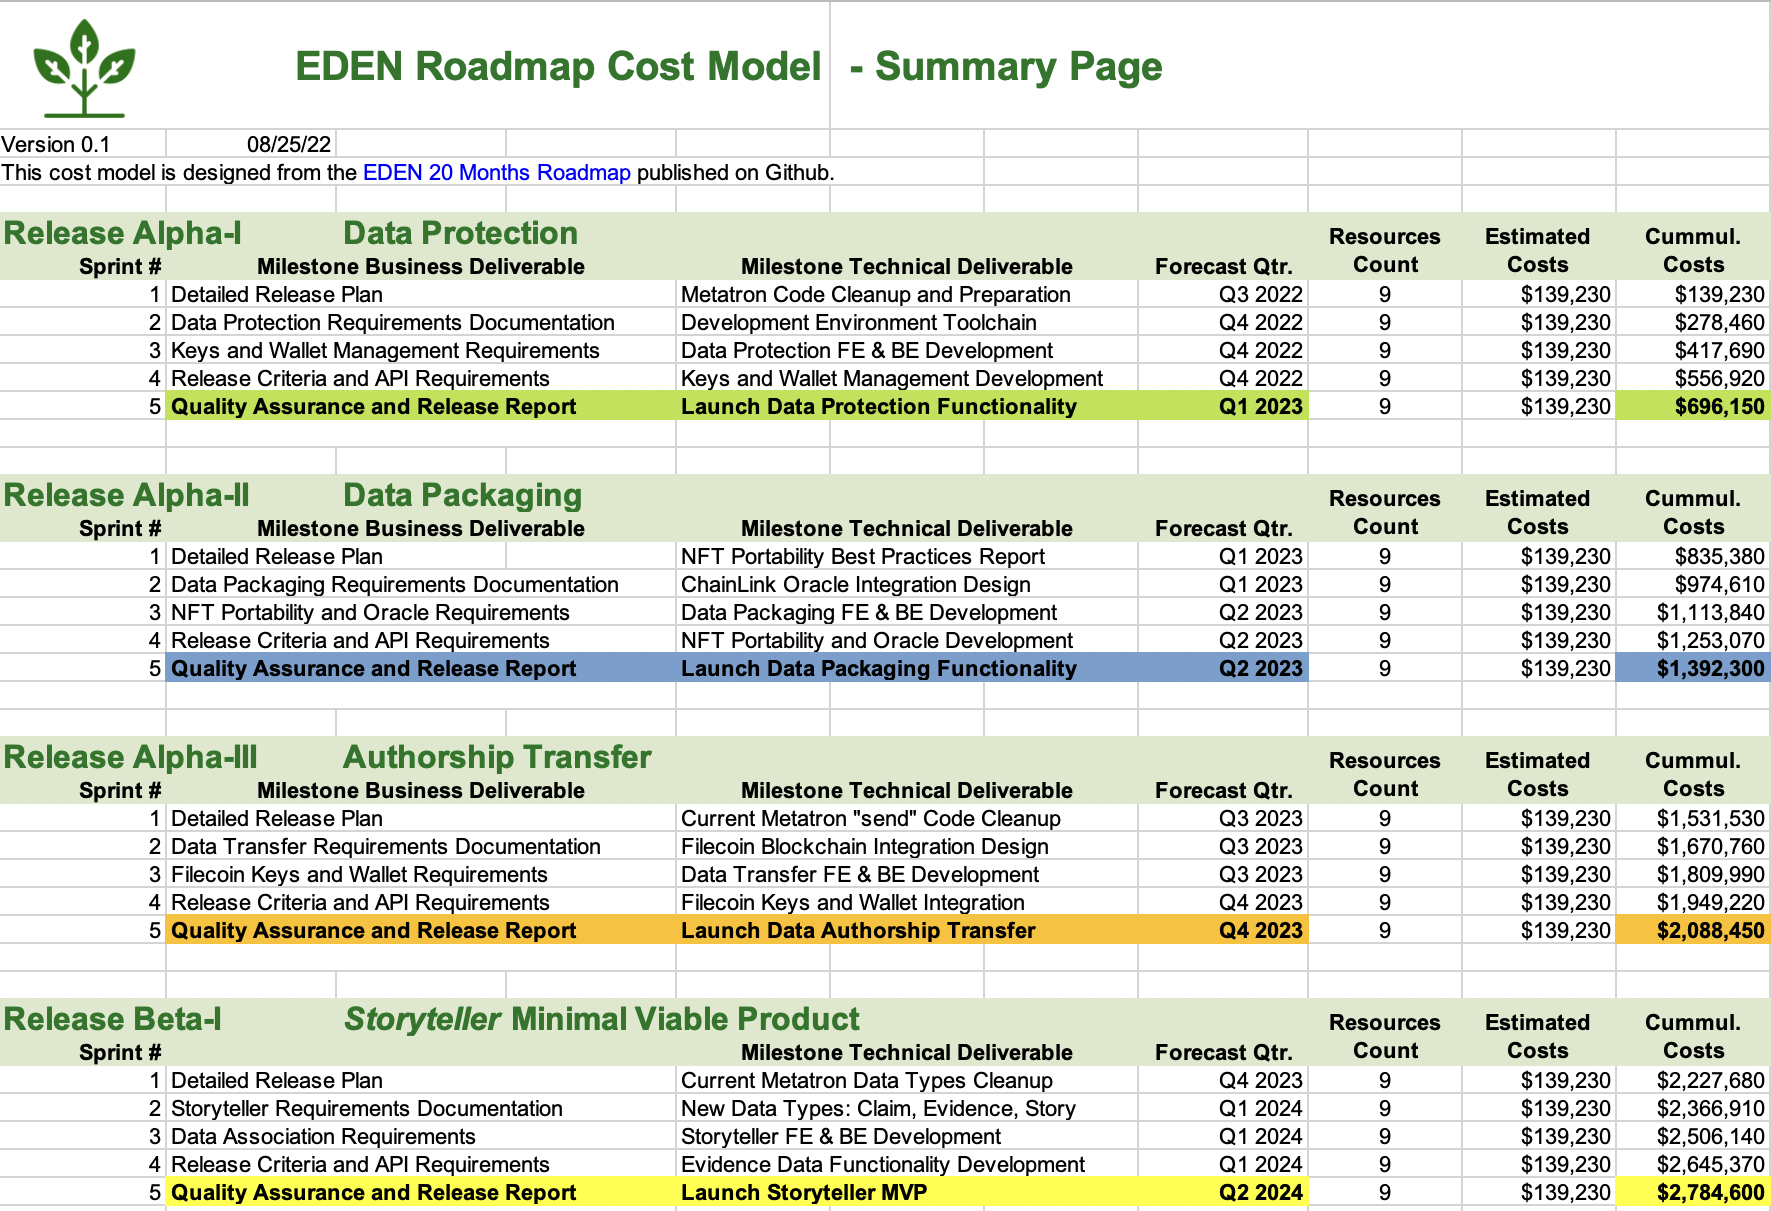 EDEN Roadmap Cost Model - Summary Page
Version 0.1 08/25/22
This cost model is designed from the EDEN 20 Months Roadmap published on Github.
Release Alpha-I Data Protection
Sprint # Milestone Business Deliverable Milestone Technical Deliverable Forecast Qtr. Resources Count Estimated Costs Cummul. Costs
1 Detailed Release Plan Metatron Code Cleanup and Preparation Q3 2022 9 $139,230 $139,230
2 Data Protection Requirements Documentation Development Environment Toolchain Q4 2022 9 $139,230 $278,460
3 Keys and Wallet Management Requirements Data Protection FE & BE Development Q4 2022 9 $139,230 $417,690
4 Release Criteria and API Requirements Keys and Wallet Management Development Q4 2022 9 $139,230 $556,920
5 Quality Assurance and Release Report Launch Data Protection Functionality Q1 2023 9 $139,230 $696,150
Release Alpha-II Data Packaging
Sprint # Milestone Business Deliverable Milestone Technical Deliverable Forecast Qtr. Resources Count Estimated Costs Cummul. Costs
1 Detailed Release Plan NFT Portability Best Practices Report Q1 2023 9 $139,230 $835,380
2 Data Packaging Requirements Documentation ChainLink Oracle Integration Design Q1 2023 9 $139,230 $974,610
3 NFT Portability and Oracle Requirements Data Packaging FE & BE Development Q2 2023 9 $139,230 $1,113,840
4 Release Criteria and API Requirements NFT Portability and Oracle Development Q2 2023 9 $139,230 $1,253,070
5 Quality Assurance and Release Report Launch Data Packaging Functionality Q2 2023 9 $139,230 $1,392,300
Release Alpha-III Authorship Transfer
Sprint # Milestone Business Deliverable Milestone Technical Deliverable Forecast Qtr. Resources Count Estimated Costs Cummul. Costs
1 Detailed Release Plan Current Metatron "send" Code Cleanup Q3 2023 9 $139,230 $1,531,530
2 Data Transfer Requirements Documentation Filecoin Blockchain Integration Design Q3 2023 9 $139,230 $1,670,760
3 Filecoin Keys and Wallet Requirements Data Transfer FE & BE Development Q3 2023 9 $139,230 $1,809,990
4 Release Criteria and API Requirements Filecoin Keys and Wallet Integration Q4 2023 9 $139,230 $1,949,220
5 Quality Assurance and Release Report Launch Data Authorship Transfer Q4 2023 9 $139,230 $2,088,450
Release Beta-I Storyteller Minimal Viable Product
Sprint # Milestone Technical Deliverable Forecast Qtr. Resources Count Estimated Costs Cummul. Costs
1 Detailed Release Plan Current Metatron Data Types Cleanup Q4 2023 9 $139,230 $2,227,680
2 Storyteller Requirements Documentation New Data Types: Claim, Evidence, Story Q1 2024 9 $139,230 $2,366,910
3 Data Association Requirements Storyteller FE & BE Development Q1 2024 9 $139,230 $2,506,140
4 Release Criteria and API Requirements Evidence Data Functionality Development Q1 2024 9 $139,230 $2,645,370
5 Quality Assurance and Release Report Launch Storyteller MVP Q2 2024 9 $139,230 $2,784,600